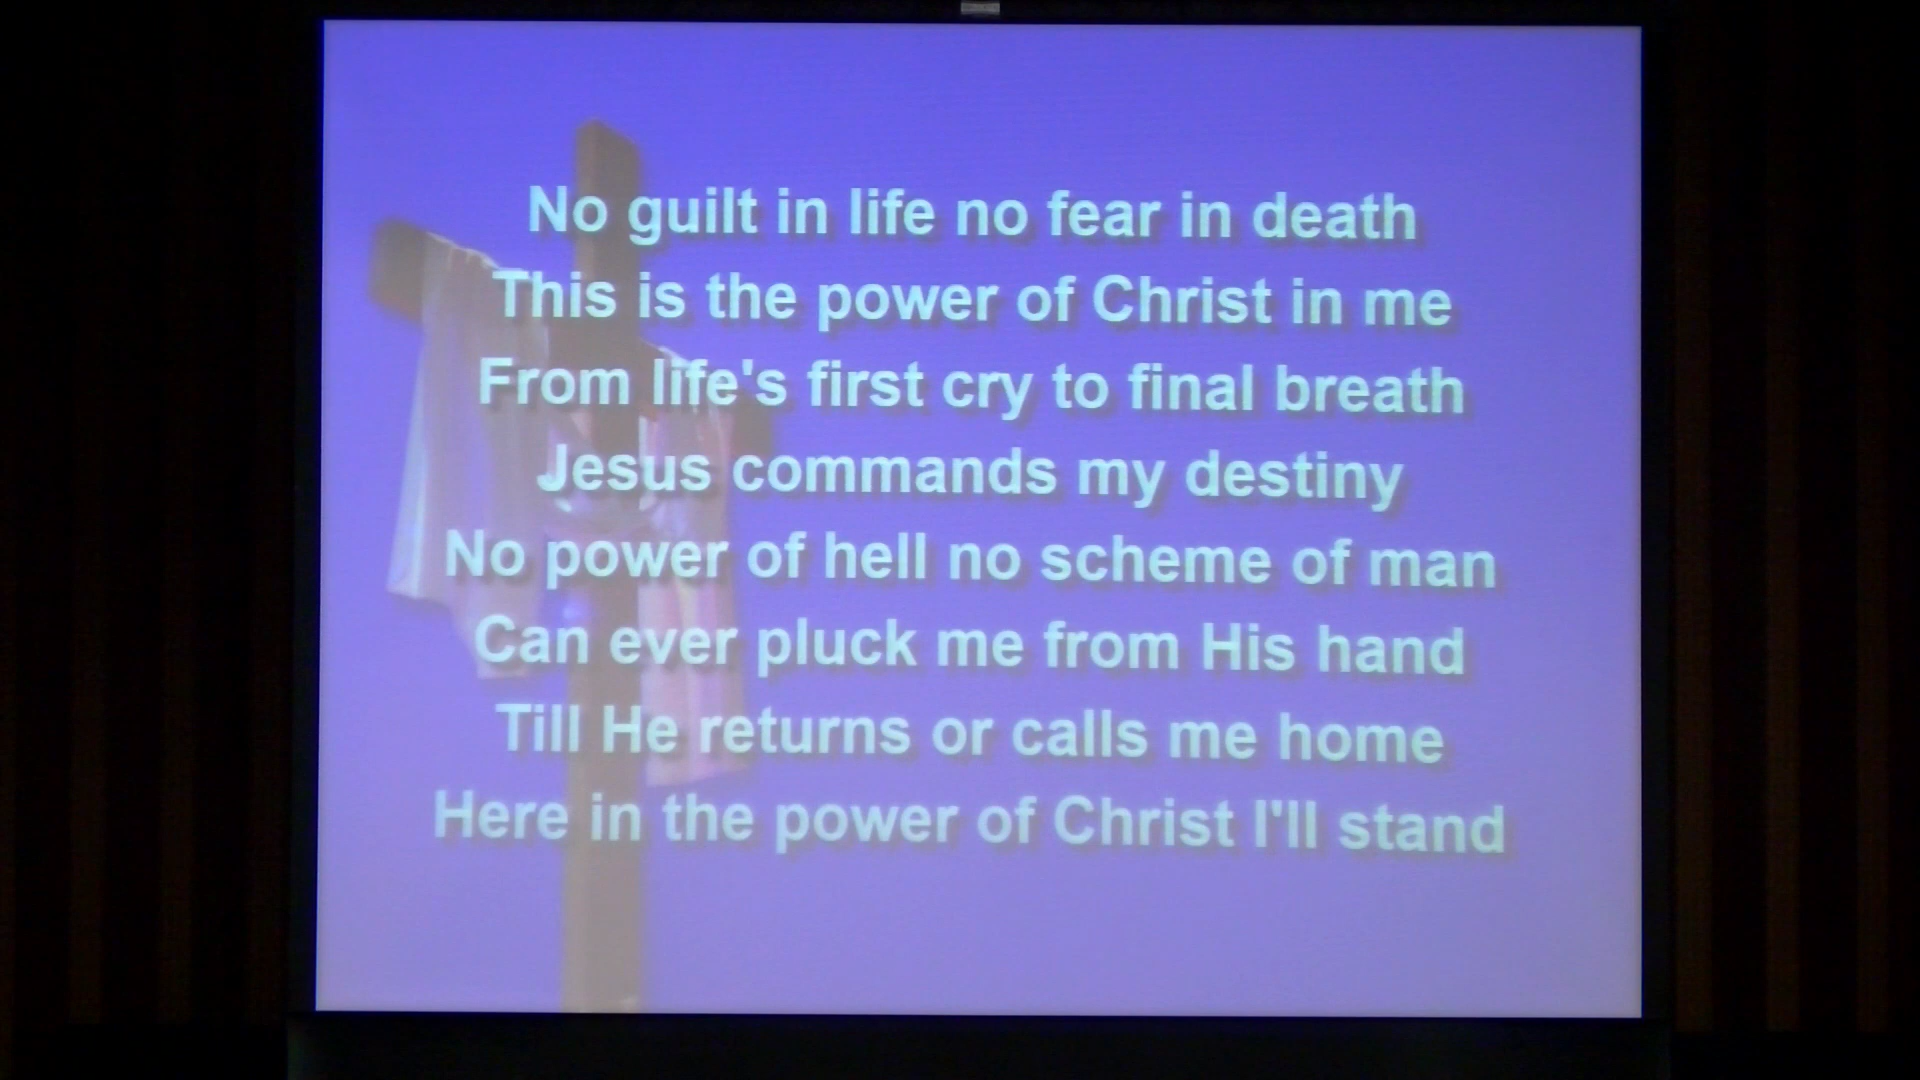 No guilt in life no fear in death
This is the power of Christ in me
From life's first cry to final breath
Jesus commands my destiny
No power of hell no scheme of man
Can ever pluck me from His hand
Till He returns or calls me home
Here in the power of Christ I'll stand